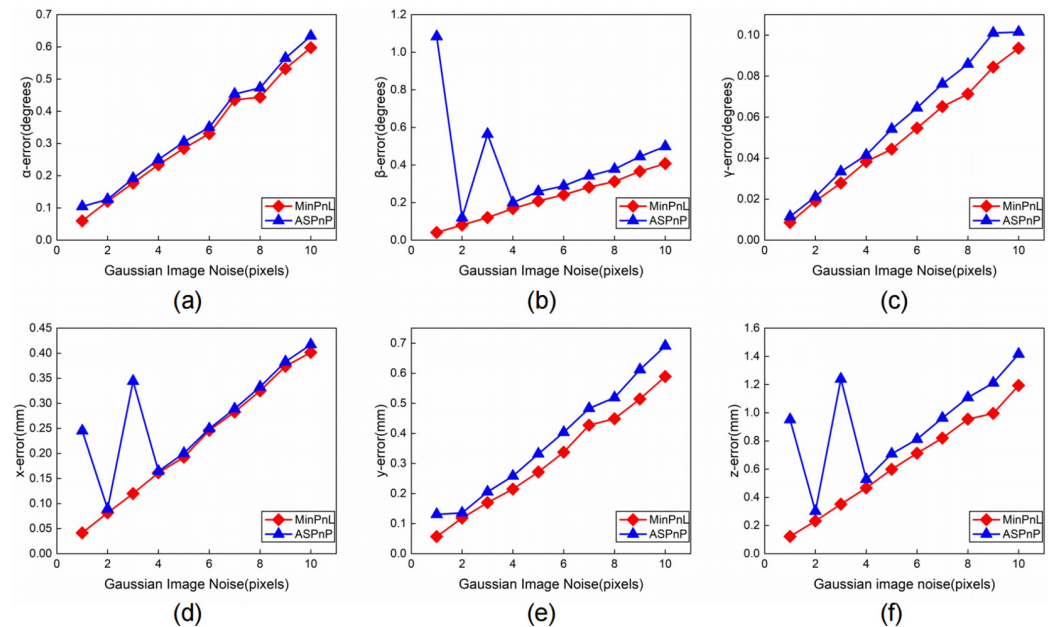 0.7
0.6
0.5
0.4
0.3
0.2
0.1
0.0
α-error(degrees)
0 2 4 6 8 10
Gaussian Image Noise(pixels)
MinPnL
ASPnP
(a)
1.2
1.0
0.8
0.6
0.4
0.2
0.0
β-error(degrees)
0 2 4 6 8 10
Gaussian Image Noise(pixels)
MinPnL
ASPnP
(b)
0.10
0.08
0.06
0.04
0.02
0.00
γ-error(degrees)
0 2 4 6 8 10
Gaussian Image Noise(pixels)
MinPnL
ASPnP
(c)
0.45
0.40
0.35
0.30
0.25
0.20
0.15
0.10
0.05
0.00
x-error(mm)
0 2 4 6 8 10
Gaussian Image Noise(pixels)
MinPnL
ASPnP
(d)
0.7
0.6
0.5
0.4
0.3
0.2
0.1
0.0
y-error(mm)
0 2 4 6 8 10
Gaussian Image Noise(pixels)
MinPnL
ASPnP
(e)
1.6
1.4
1.2
1.0
0.8
0.6
0.4
0.2
0.0
z-error(mm)
0 2 4 6 8 10
Gaussian image noise(pixels)
MinPnL
ASPnP
(f)